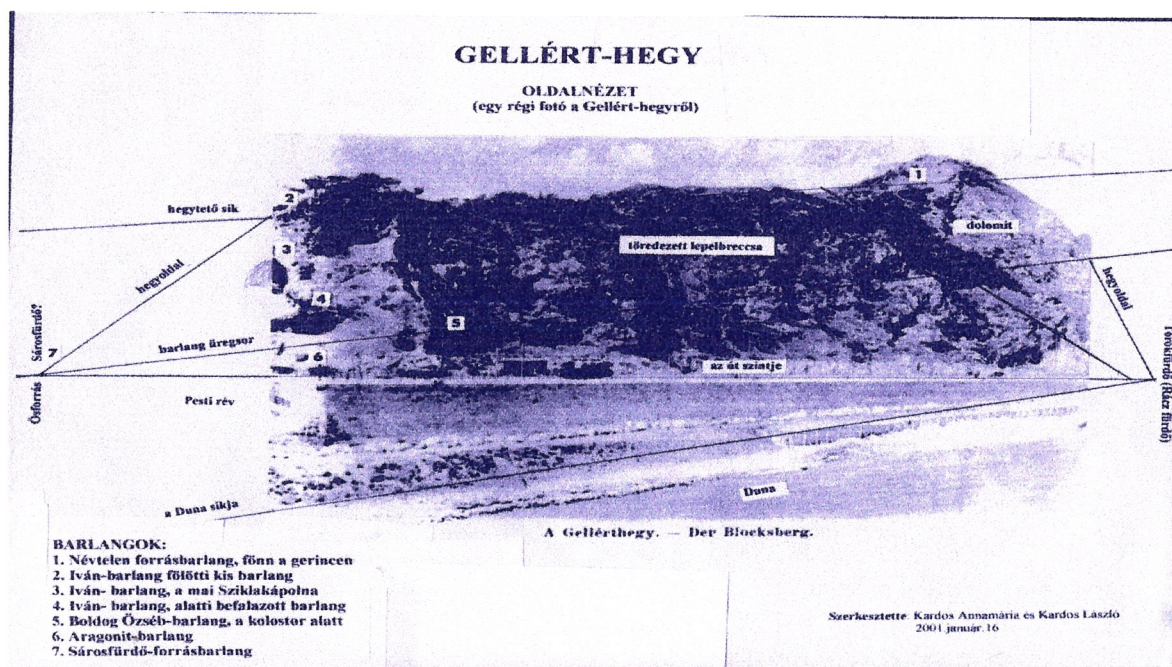 GELLÉRT-HEGY
OLDALNÉZET
(egy régi fotó a Gellért-hegyről)
1
2
hegytető sík
dolomit
töredezett lepelbreccsa
3
hegyoldal
hegyoldal
4
5
Sárosfürdő?
7
barlang üregsor
6
az út szintje
Ősforrás
Pesti rév
Törökfürdő (Rácz fürdő)
a Duna síkja
Duna
A Gellérthegy. — Der Blocksberg.
BARLANGOK:
1. Névtelen forrásbarlang, fönn a gerincen
2. Iván-barlang fölötti kis barlang
3. Iván- barlang, a mai Sziklakápolna
4. Iván- barlang, alatti befalazott barlang
5. Boldog Özséb-barlang, a kolostor alatt
6. Aragonit-barlang
7. Sárosfürdő-forrásbarlang
Szerkesztette: Kardos Annamária és Kardos László
2001.január.16